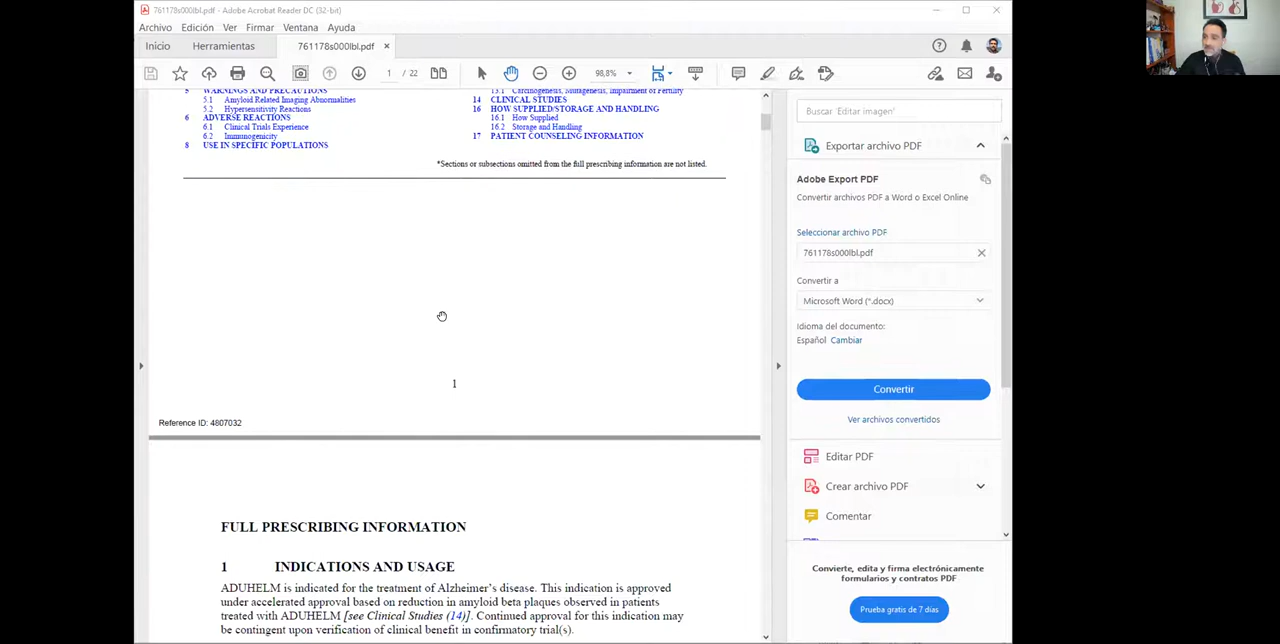 761178s000lbl.pdf - Adobe Acrobat Reader DC (32-bit)
Archivo Edición Ver Firmar Ventana Ayuda
Inicio Herramientas 761178s000lbl.pdf ×
1 / 22 98,8%
5 WARNINGS AND PRECAUTIONS
5.1 Amyloid Related Imaging Abnormalities
5.2 Hypersensitivity Reactions
6 ADVERSE REACTIONS
6.1 Clinical Trials Experience
6.2 Immunogenicity
8 USE IN SPECIFIC POPULATIONS
13.1 Carcinogenesis, Mutagenesis, Impairment of Fertility
14 CLINICAL STUDIES
16 HOW SUPPLIED/STORAGE AND HANDLING
16.1 How Supplied
16.2 Storage and Handling
17 PATIENT COUNSELING INFORMATION
*Sections or subsections omitted from the full prescribing information are not listed.
1
Reference ID: 4807032
FULL PRESCRIBING INFORMATION
1 INDICATIONS AND USAGE
ADUHELM is indicated for the treatment of Alzheimer's disease. This indication is approved
under accelerated approval based on reduction in amyloid beta plaques observed in patients
treated with ADUHELM [see Clinical Studies (14)]. Continued approval for this indication may
be contingent upon verification of clinical benefit in confirmatory trial(s).
Buscar 'Editar imagen'
Exportar archivo PDF
Adobe Export PDF
Convertir archivos PDF a Word o Excel Online
Seleccionar archivo PDF
761178s000lbl.pdf
Convertir a
Microsoft Word (*.docx)
Idioma del documento:
Español Cambiar
Convertir
Ver archivos convertidos
Editar PDF
Crear archivo PDF
Comentar
Convierte, edita y firma electrónicamente
formularios y contratos PDF
Prueba gratis de 7 días